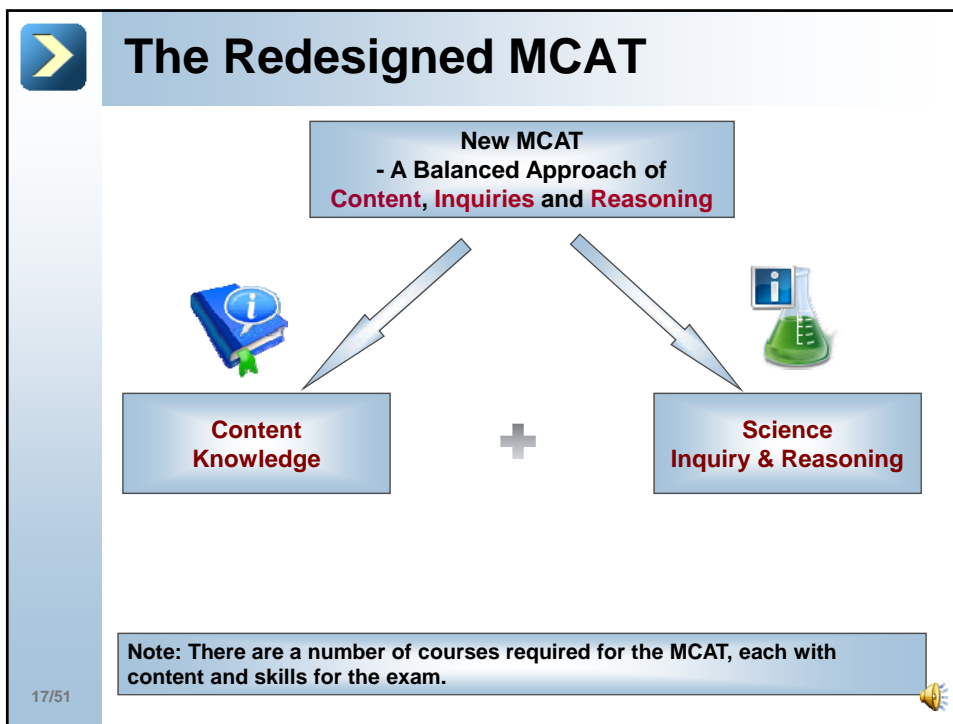 The Redesigned MCAT
New MCAT
- A Balanced Approach of
Content, Inquiries and Reasoning
i
i
Content
Knowledge
Science
Inquiry & Reasoning
Note: There are a number of courses required for the MCAT, each with
content and skills for the exam.
17/51